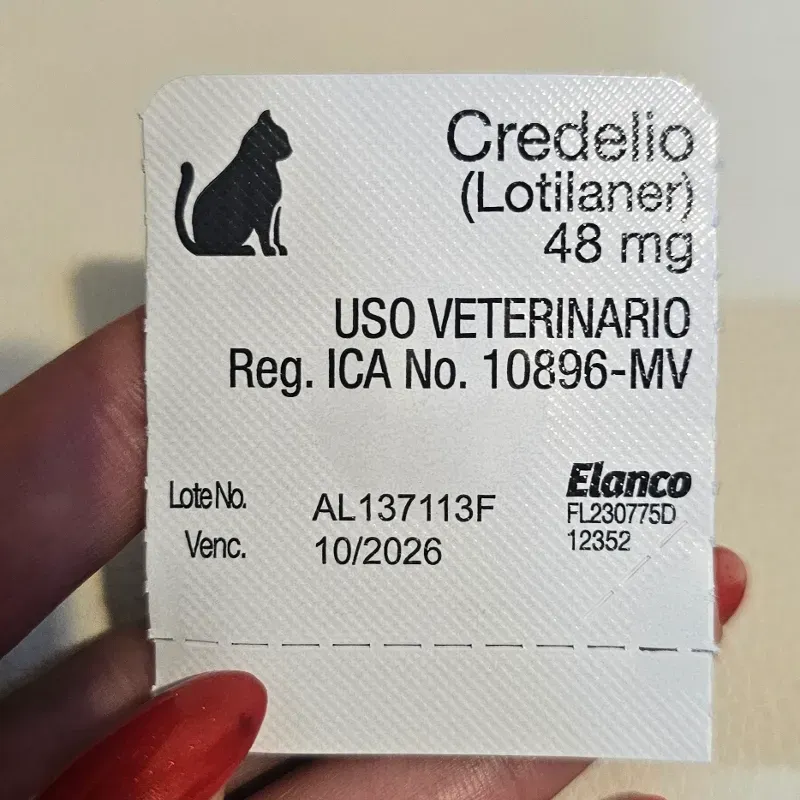 Credelio
(Lotilaner)
48 mg
USO VETERINARIO
Reg. ICA No. 10896-MV
Lote No. AL137113F
Venc. 10/2026
Elanco
FL230775D
12352